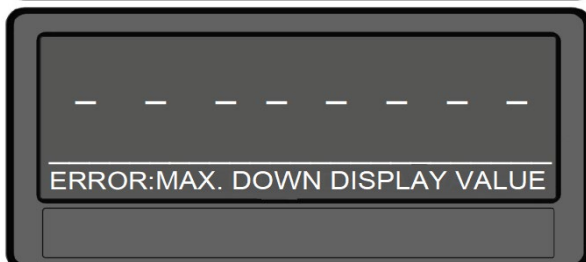 - - - - - - - -
ERROR:MAX. DOWN DISPLAY VALUE